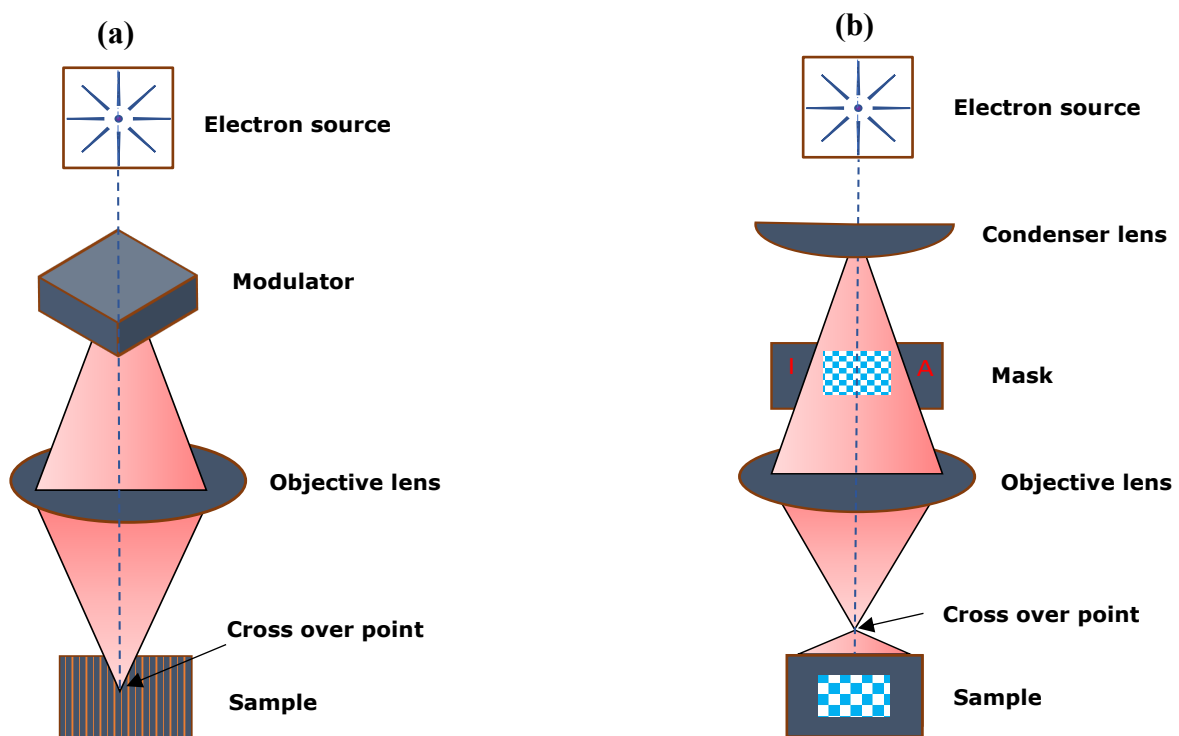 (a)
Electron source
Modulator
Objective lens
Cross over point
Sample
(b)
Electron source
Condenser lens
I A
Mask
Objective lens
Cross over point
Sample